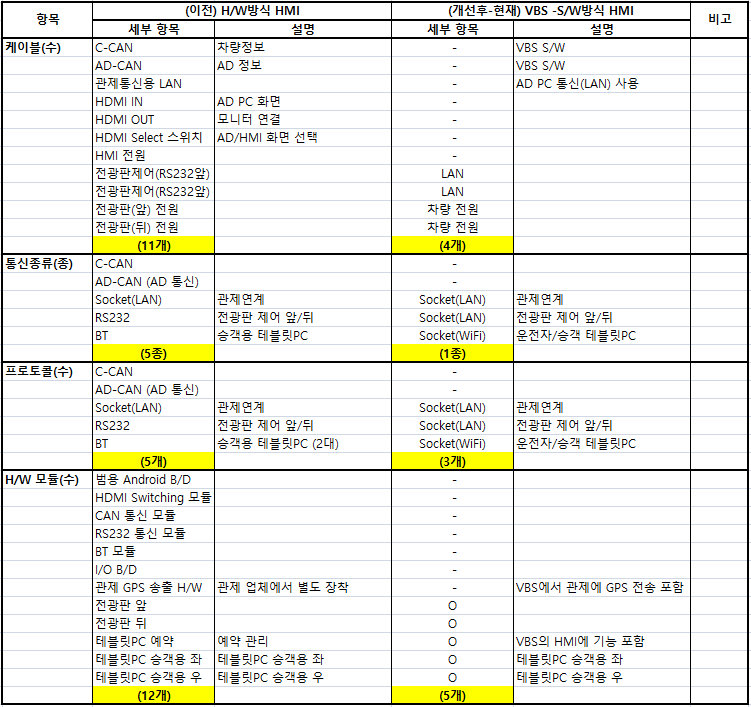 항목 (이전) H/W방식 HMI (개선후-현재) VBS -S/W방식 HMI 비고
세부 항목 설명 세부 항목 설명
케이블(수) C-CAN 차량정보 - VBS S/W
AD-CAN AD 정보 - VBS S/W
관제통신용 LAN - AD PC 통신(LAN) 사용
HDMI IN AD PC 화면 -
HDMI OUT 모니터 연결 -
HDMI Select 스위치 AD/HMI 화면 선택 -
HMI 전원 -
전광판제어(RS232앞) LAN
전광판제어(RS232앞) LAN
전광판(앞) 전원 차량 전원
전광판(뒤) 전원 차량 전원
(11개) (4개)
통신종류(종) C-CAN -
AD-CAN (AD 통신) -
Socket(LAN) 관제연계 Socket(LAN) 관제연계
RS232 전광판 제어 앞/뒤 Socket(LAN) 전광판 제어 앞/뒤
BT 승객용 테블릿PC Socket(WiFi) 운전자/승객 테블릿PC
(5종) (1종)
프로토콜(수) C-CAN -
AD-CAN (AD 통신) -
Socket(LAN) 관제연계 Socket(LAN) 관제연계
RS232 전광판 제어 앞/뒤 Socket(LAN) 전광판 제어 앞/뒤
BT 승객용 테블릿PC (2대) Socket(WiFi) 운전자/승객 테블릿PC
(5개) (3개)
H/W 모듈(수) 범용 Android B/D -
HDMI Switching 모듈 -
CAN 통신 모듈 -
RS232 통신 모듈 -
BT 모듈 -
I/O B/D -
관제 GPS 송출 H/W 관제 업체에서 별도 장착 - VBS에서 관제에 GPS 전송 포함
전광판 앞 O
전광판 뒤 O
테블릿PC 예약 예약 관리 O VBS의 HMI에 기능 포함
테블릿PC 승객용 좌 테블릿PC 승객용 좌 O 테블릿PC 승객용 좌
테블릿PC 승객용 우 테블릿PC 승객용 우 O 테블릿PC 승객용 우
(12개) (5개)